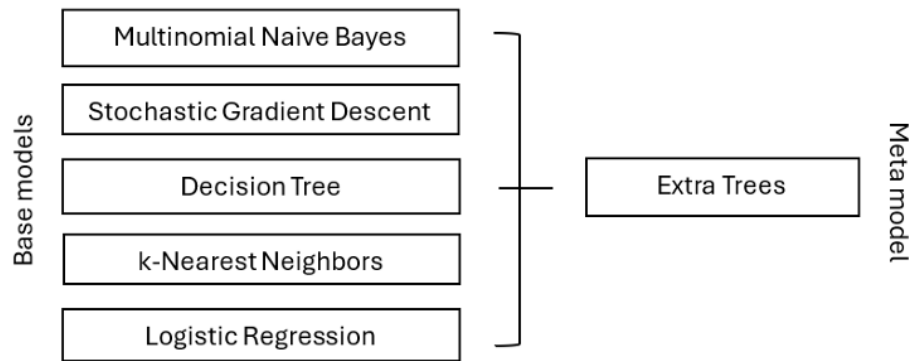 Base models
Multinomial Naive Bayes
Stochastic Gradient Descent
Decision Tree
k-Nearest Neighbors
Logistic Regression
Extra Trees
Meta model